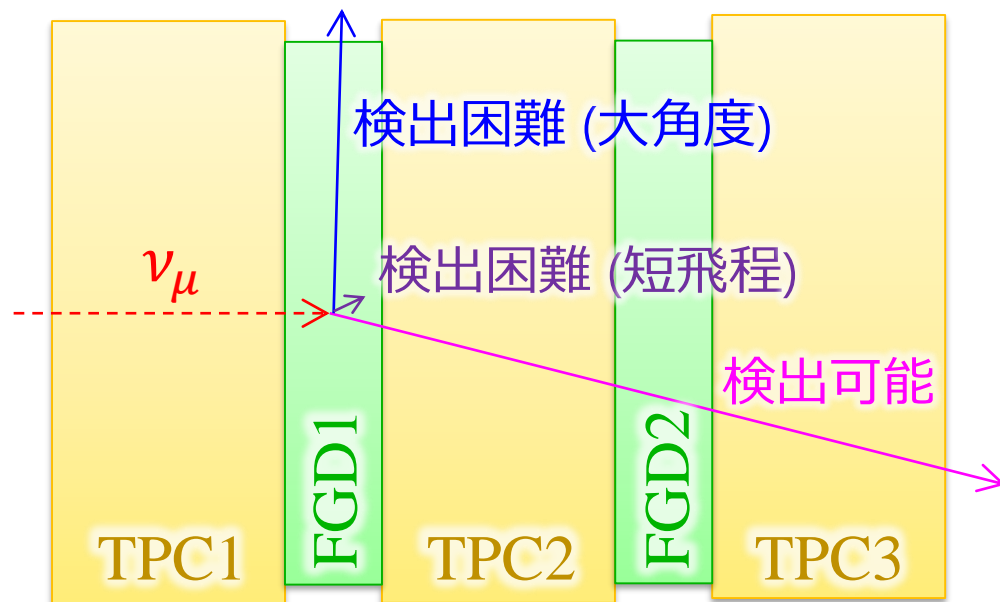 検出困難 (大角度)
検出困難 (短飛程)
νμ
検出可能
FGD1
FGD2
TPC1
TPC2
TPC3